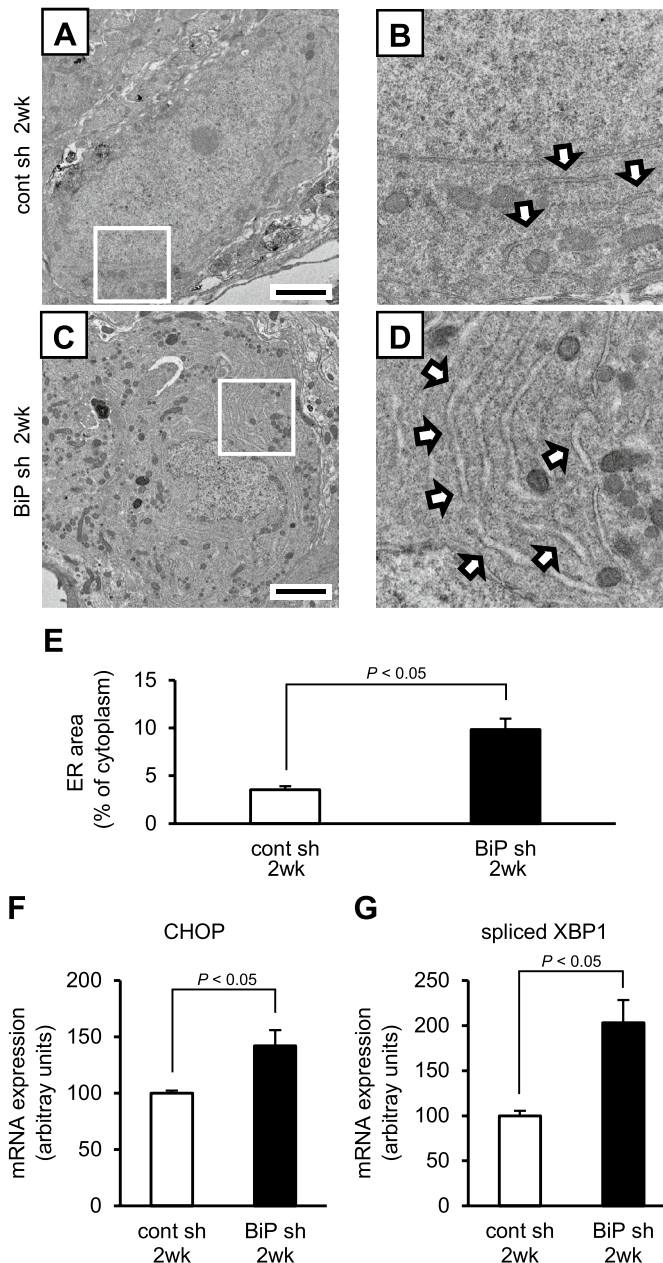 A
B
cont sh 2wk
C
D
BiP sh 2wk
E
ER area
(% of cytoplasm)
15
10
5
0
P < 0.05
cont sh
2wk
BiP sh
2wk
F
CHOP
mRNA expression
(arbitray units)
200
150
100
50
0
P < 0.05
cont sh
2wk
BiP sh
2wk
G
spliced XBP1
mRNA expression
(arbitray units)
250
200
150
100
50
0
P < 0.05
cont sh
2wk
BiP sh
2wk